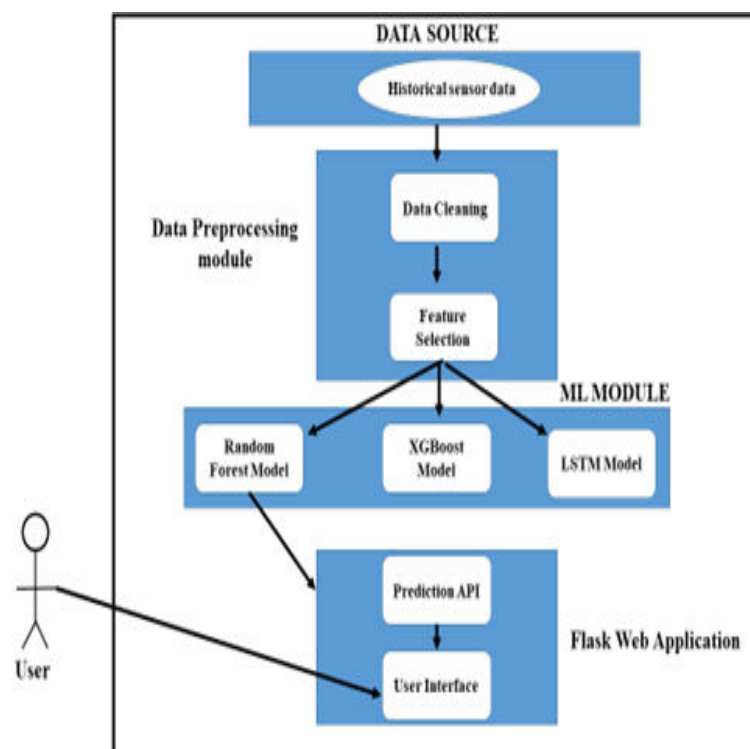 DATA SOURCE
Historical sensor data
Data Cleaning
Data Preprocessing
module
Feature
Selection
ML MODULE
Random
Forest Model
XGBoost
Model
LSTM Model
Prediction API
Flask Web Application
User Interface
User